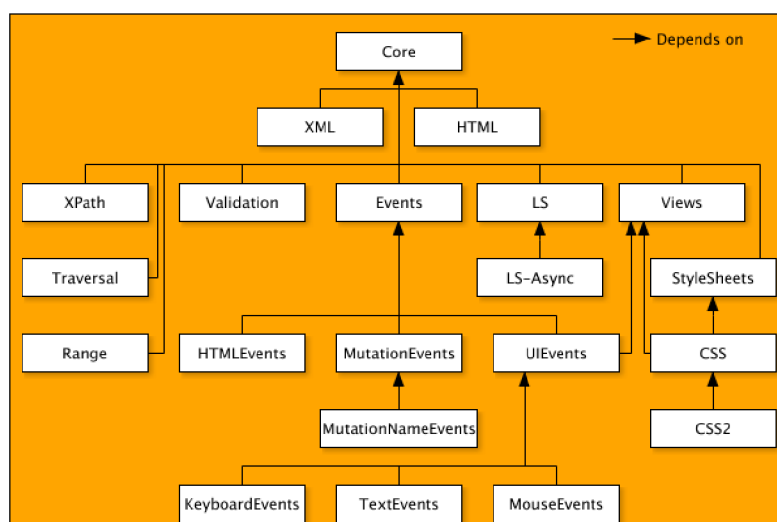 Core
Depends on
XML
HTML
XPath
Validation
Events
LS
Views
Traversal
LS-Async
StyleSheets
Range
HTMLEvents
MutationEvents
UIEvents
CSS
MutationNameEvents
CSS2
KeyboardEvents
TextEvents
MouseEvents